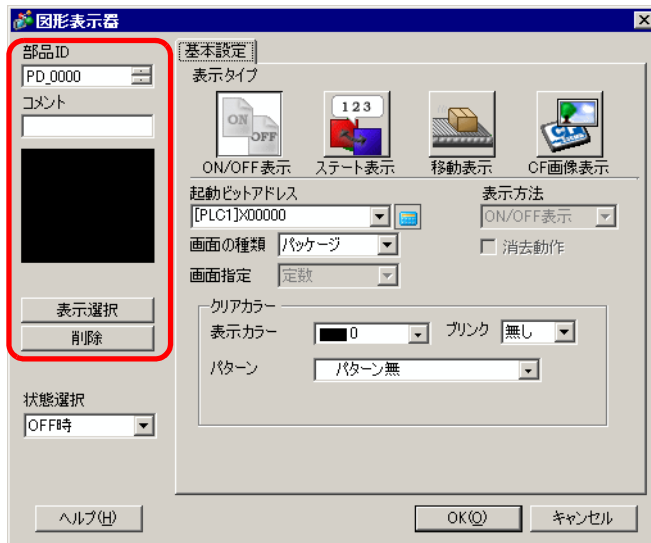 図形表示器
部品ID
PD_0000
コメント
表示選択
削除
状態選択
OFF時
基本設定
表示タイプ
ON OFF
123
CF
ON/OFF表示 ステート表示 移動表示 CF画像表示
起動ビットアドレス 表示方法
[PLC1]X00000 ON/OFF表示
画面の種類 パッケージ 消去動作
画面指定 定数
クリアカラー
表示カラー 0 ブリンク 無し
パターン パターン無
ヘルプ(H) OK(O) キャンセル